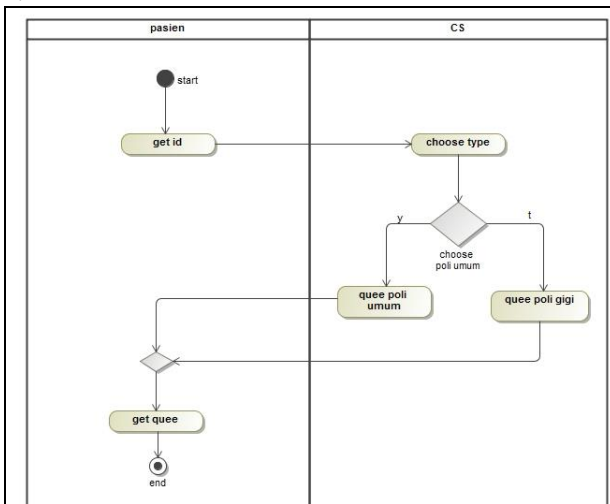 pasien
CS
start
get id
choose type
y
t
choose
poli umum
quee poli
umum
quee poli gigi
get quee
end